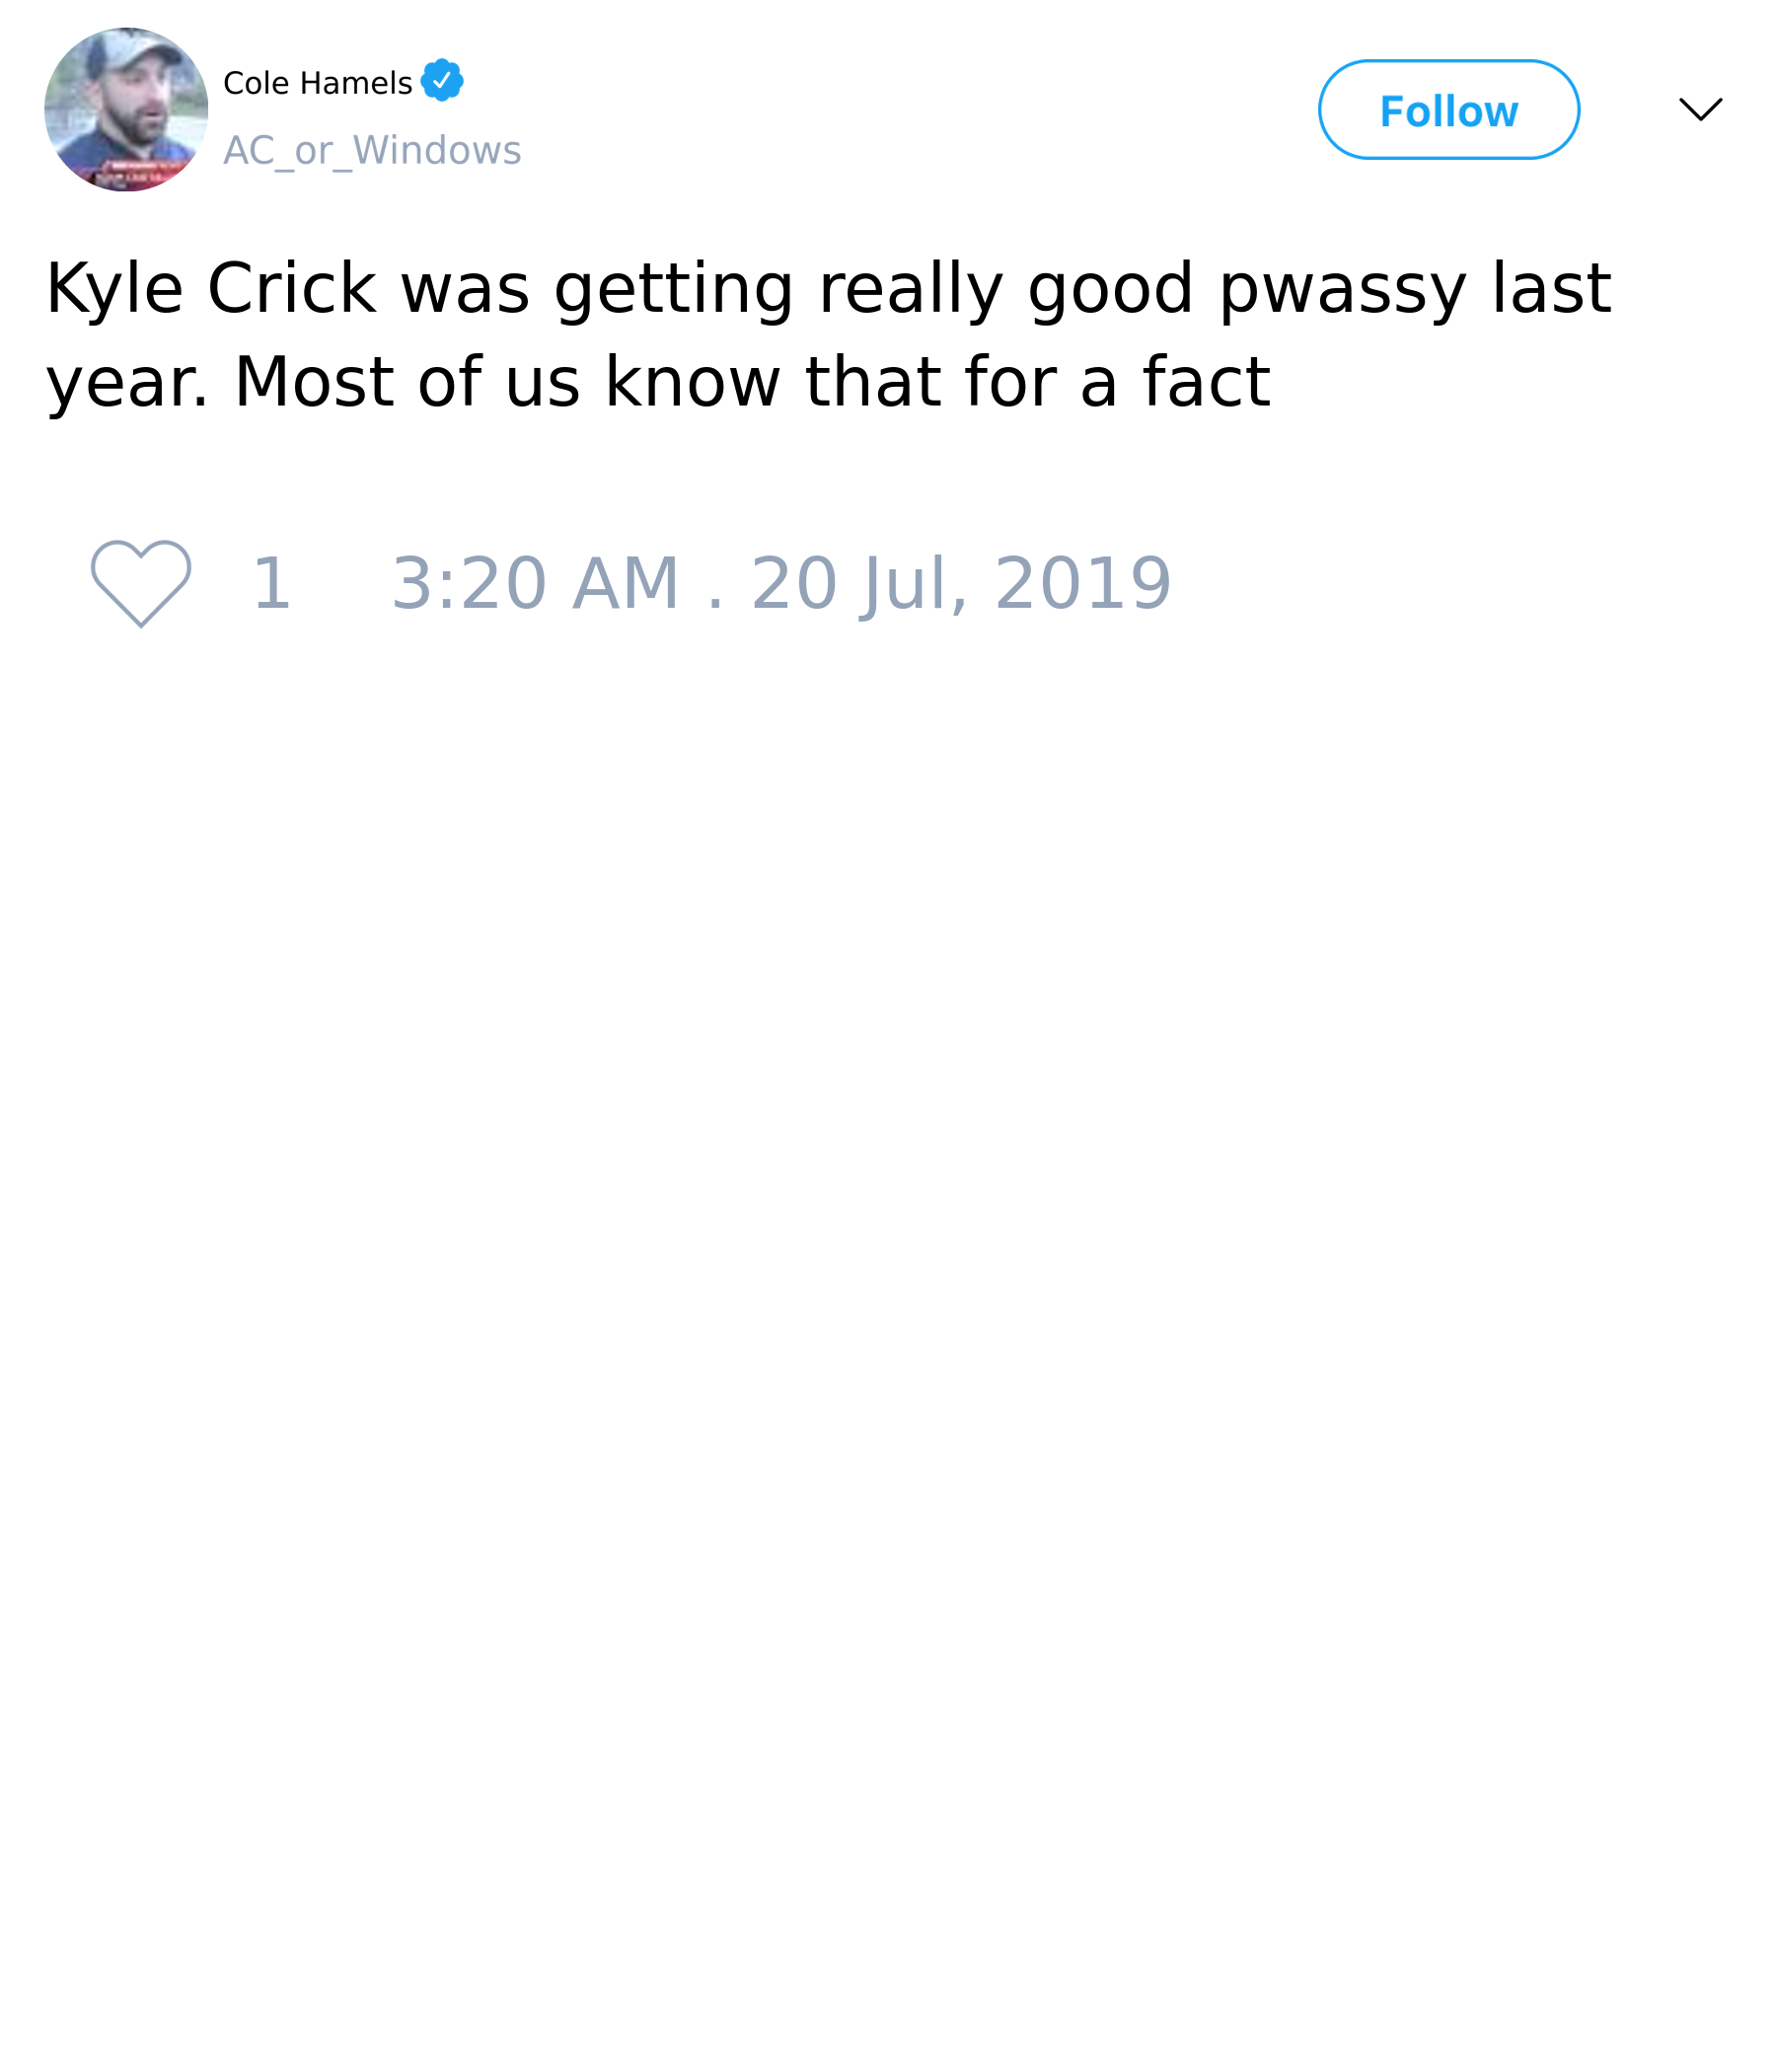 Cole Hamels
AC_or_Windows
Follow
Kyle Crick was getting really good pwassy last
year. Most of us know that for a fact
1 3:20 AM . 20 Jul, 2019